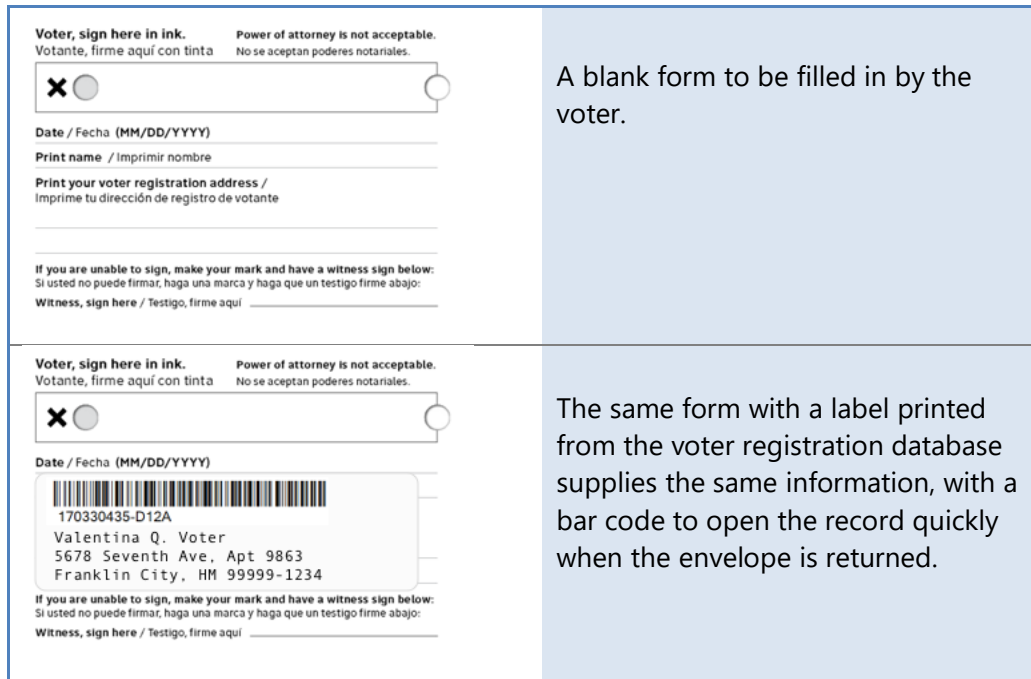 Voter, sign here in ink. Power of attorney is not acceptable.
Votante, firme aquí con tinta No se aceptan poderes notariales.
Date / Fecha (MM/DD/YYYY)
Print name / Imprimir nombre
Print your voter registration address /
Imprime tu dirección de registro de votante
If you are unable to sign, make your mark and have a witness sign below:
Si usted no puede firmar, haga una marca y haga que un testigo firme abajo:
Witness, sign here / Testigo, firme aquí
A blank form to be filled in by the
voter.
Voter, sign here in ink. Power of attorney is not acceptable.
Votante, firme aquí con tinta No se aceptan poderes notariales.
Date / Fecha (MM/DD/YYYY)
170330435-D12A
Valentina Q. Voter
5678 Seventh Ave, Apt 9863
Franklin City, HM 99999-1234
If you are unable to sign, make your mark and have a witness sign below:
Si usted no puede firmar, haga una marca y haga que un testigo firme abajo:
Witness, sign here / Testigo, firme aquí
The same form with a label printed
from the voter registration database
supplies the same information, with a
bar code to open the record quickly
when the envelope is returned.